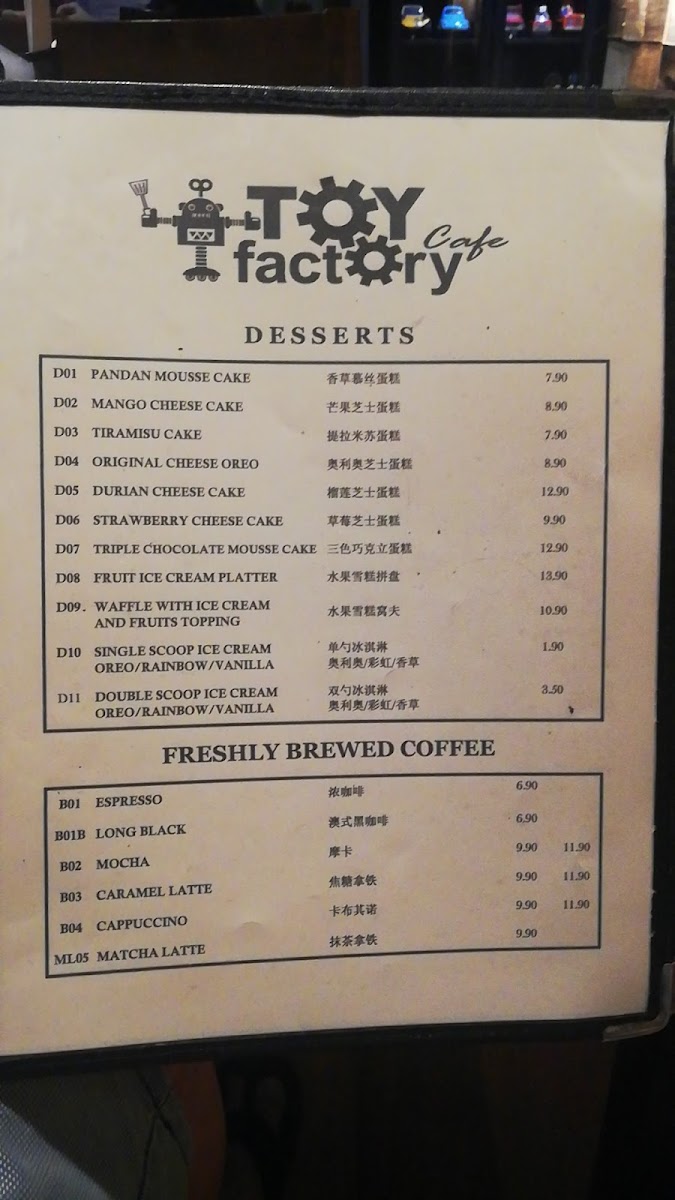 TOY
factory Cafe
DESSERTS
D01 PANDAN MOUSSE CAKE 香草慕丝蛋糕 7.90
D02 MANGO CHEESE CAKE 芒果芝士蛋糕 8.90
D03 TIRAMISU CAKE 提拉米苏蛋糕 7.90
D04 ORIGINAL CHEESE OREO 奥利奥芝士蛋糕 8.90
D05 DURIAN CHEESE CAKE 榴莲芝士蛋糕 12.90
D06 STRAWBERRY CHEESE CAKE 草莓芝士蛋糕 9.90
D07 TRIPLE CHOCOLATE MOUSSE CAKE 三色巧克立蛋糕 12.90
D08 FRUIT ICE CREAM PLATTER 水果雪糕拼盘 13.90
D09. WAFFLE WITH ICE CREAM 水果雪糕窝夫 10.90
AND FRUITS TOPPING
D10 SINGLE SCOOP ICE CREAM 单勺冰淇淋 1.90
OREO/RAINBOW/VANILLA 奥利奥/彩虹/香草
D11 DOUBLE SCOOP ICE CREAM 双勺冰淇淋 3.50
OREO/RAINBOW/VANILLA 奥利奥/彩虹/香草
FRESHLY BREWED COFFEE
B01 ESPRESSO 浓咖啡 6.90
B01B LONG BLACK 澳式黑咖啡 6.90
B02 MOCHA 摩卡 9.90 11.90
B03 CARAMEL LATTE 焦糖拿铁 9.90 11.90
B04 CAPPUCCINO 卡布其诺 9.90 11.90
ML05 MATCHA LATTE 抹茶拿铁 9.90